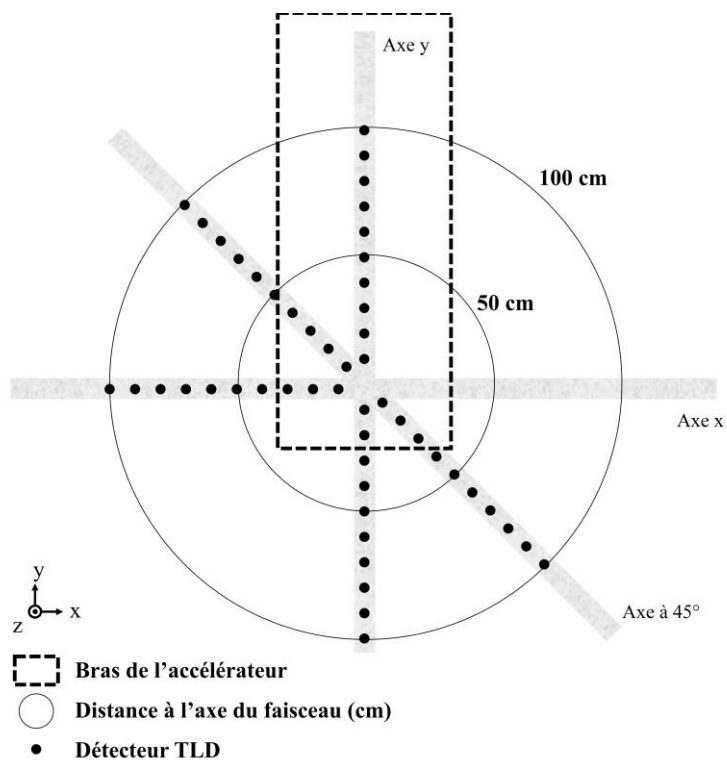 Axe y
100 cm
50 cm
Axe x
Axe à 45°
y
z
x
Bras de l'accélérateur
Distance à l'axe du faisceau (cm)
Détecteur TLD